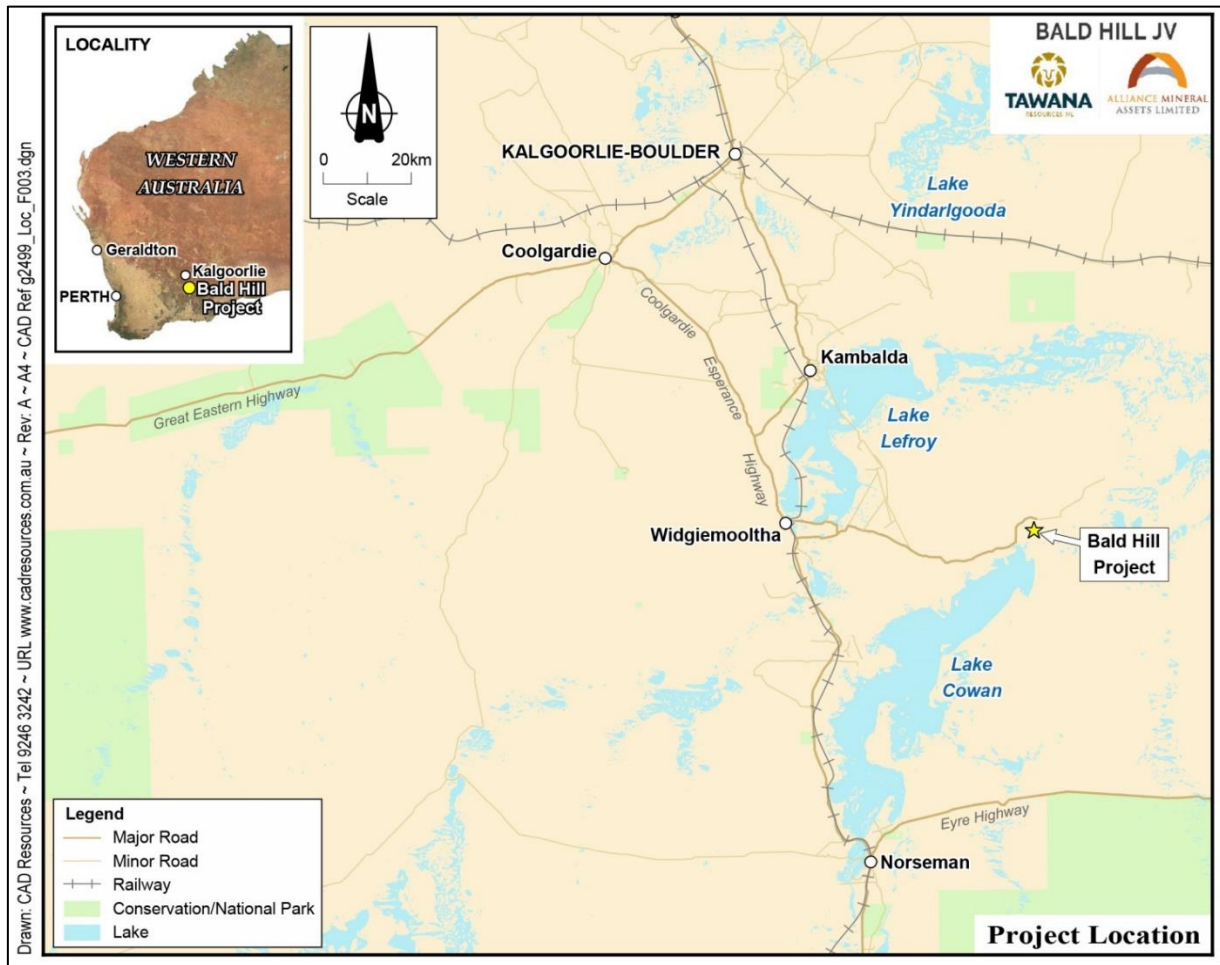 LOCALITY
WESTERN
AUSTRALIA
Geraldton
Kalgoorlie
PERTH
Bald Hill
Project
N
0 20km
Scale
BALD HILL JV
TAWANA
RESOURCES NL
ALLIANCE MINERAL
ASSETS LIMITED
KALGOORLIE-BOULDER
Lake
Yindarlgooda
Coolgardie
Coolgardie
Esperance
Highway
Kambalda
Great Eastern Highway
Lake
Lefroy
Widgiemooltha
Bald Hill
Project
Lake
Cowan
Eyre Highway
Norseman
Legend
Major Road
Minor Road
Railway
Conservation/National Park
Lake
Project Location
Drawn: CAD Resources ~ Tel 9246 3242 ~ URL www.cadresources.com.au ~ Rev. A ~ A4 ~ CAD Ref g2499_Loc_F003.dgn